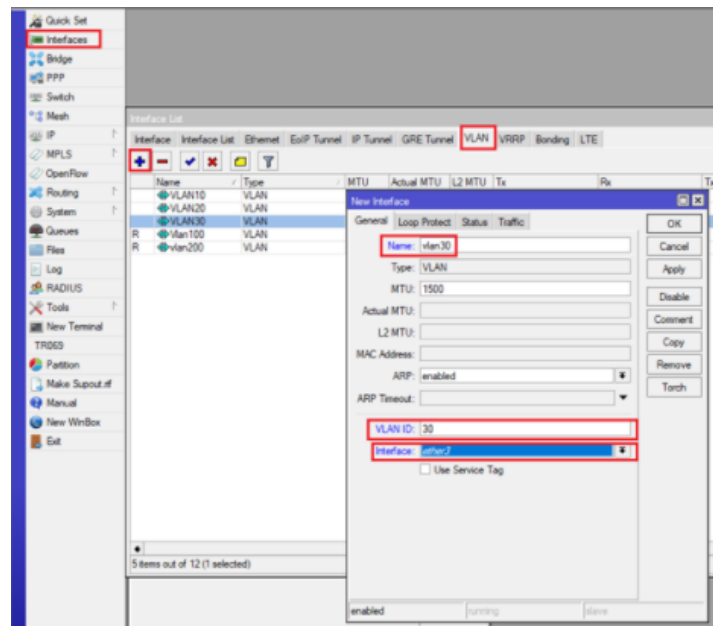 Quick Set
Interfaces
Bridge
PPP
Switch
Mesh
IP
MPLS
OpenFlow
Routing
System
Queues
Files
Log
RADIUS
Tools
New Terminal
TR069
Partition
Make Supout.rif
Manual
New WinBox
Exit
Interface List
Interface Interface List Ethernet EoIP Tunnel IP Tunnel GRE Tunnel VLAN VRRP Bonding LTE
Name Type MTU Actual MTU L2 MTU Tx Rx
VLAN10 VLAN
VLAN20 VLAN
VLAN30 VLAN
R Vlan100 VLAN
R vlan200 VLAN
5 items out of 12 (1 selected)
New Interface
General Loop Protect Status Traffic
Name: vlan30
Type: VLAN
MTU: 1500
Actual MTU:
L2 MTU:
MAC Address:
ARP: enabled
ARP Timeout:
VLAN ID: 30
Interface: ether3
Use Service Tag
OK
Cancel
Apply
Disable
Comment
Copy
Remove
Torch
enabled running slave